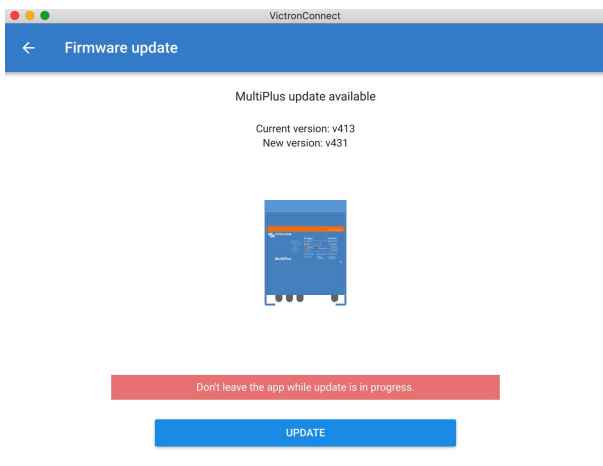 VictronConnect
Firmware update
MultiPlus update available
Current version: v413
New version: v431
MultiPlus
Don't leave the app while update is in progress.
UPDATE